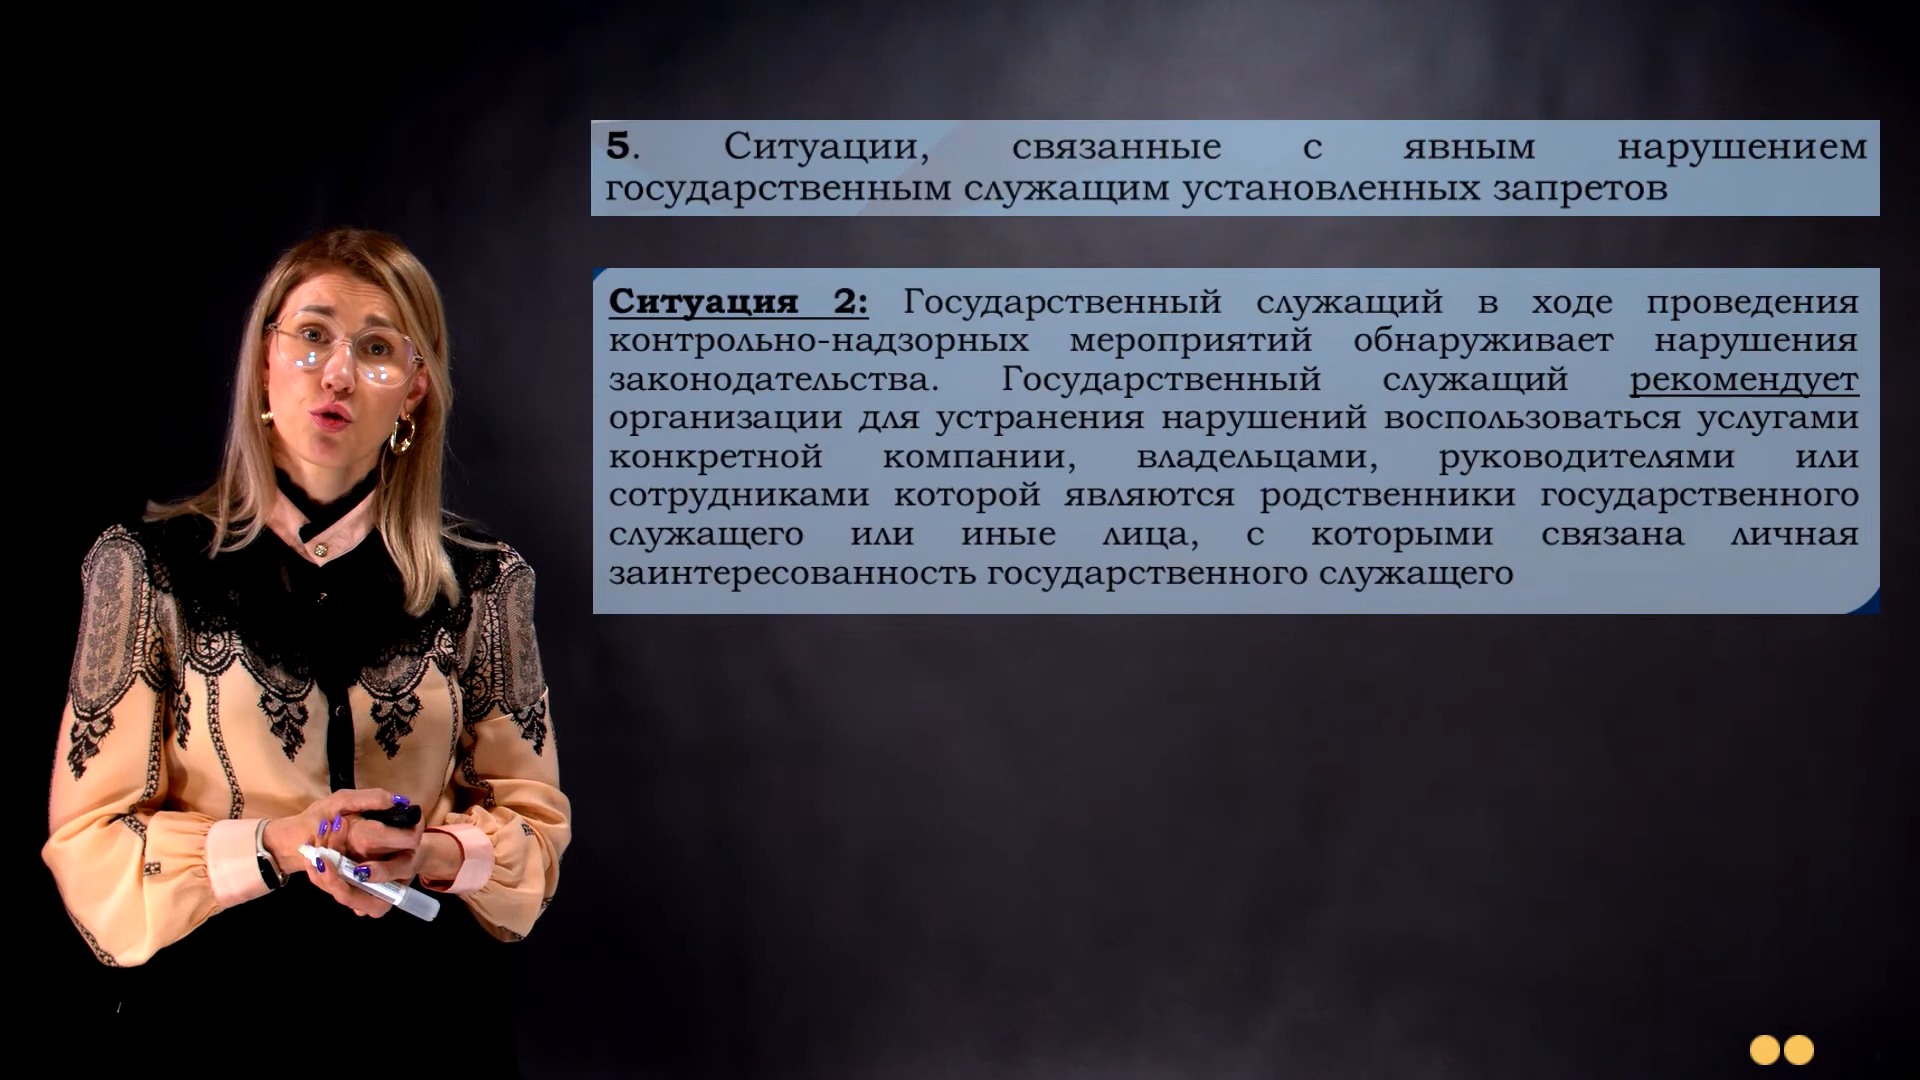 5. Ситуации, связанные с явным нарушением
государственным служащим установленных запретов
Ситуация 2: Государственный служащий в ходе проведения
контрольно-надзорных мероприятий обнаруживает нарушения
законодательства. Государственный служащий рекомендует
организации для устранения нарушений воспользоваться услугами
конкретной компании, владельцами, руководителями или
сотрудниками которой являются родственники государственного
служащего или иные лица, с которыми связана личная
заинтересованность государственного служащего